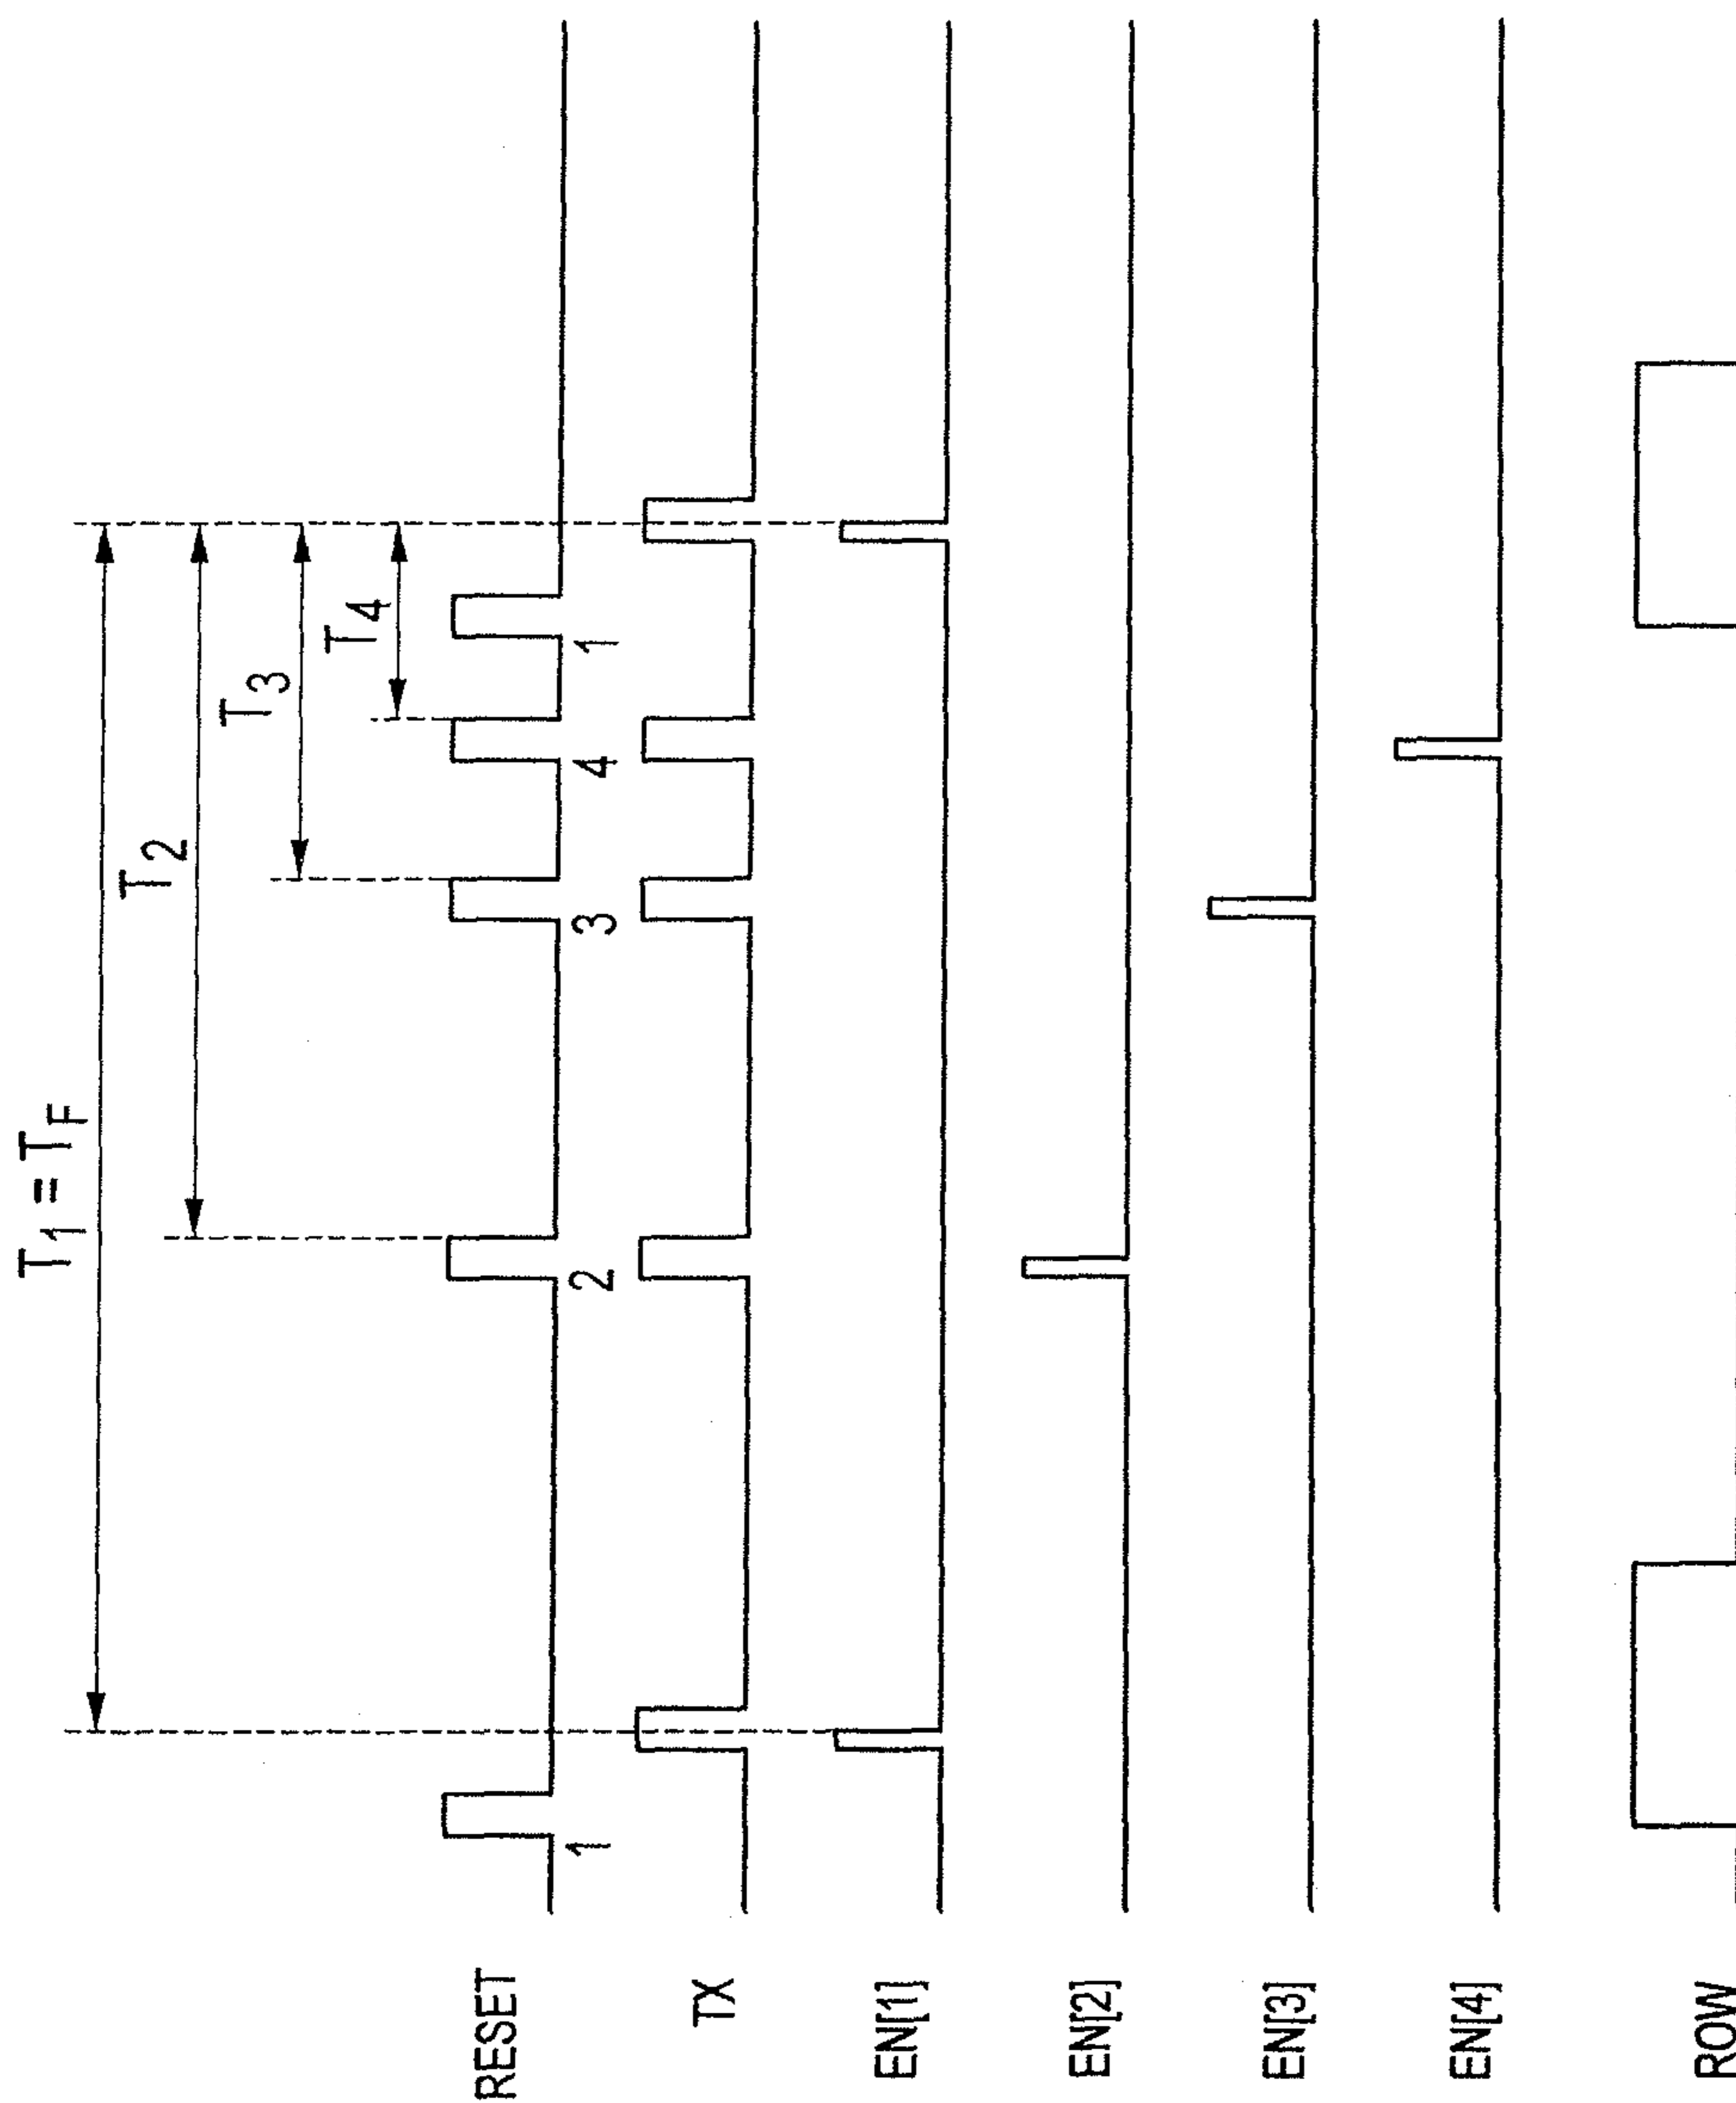 T1 = TF
T2
T3
T4
RESET
1
2
3
4
1
TX
EN[1]
EN[2]
EN[3]
EN[4]
ROW